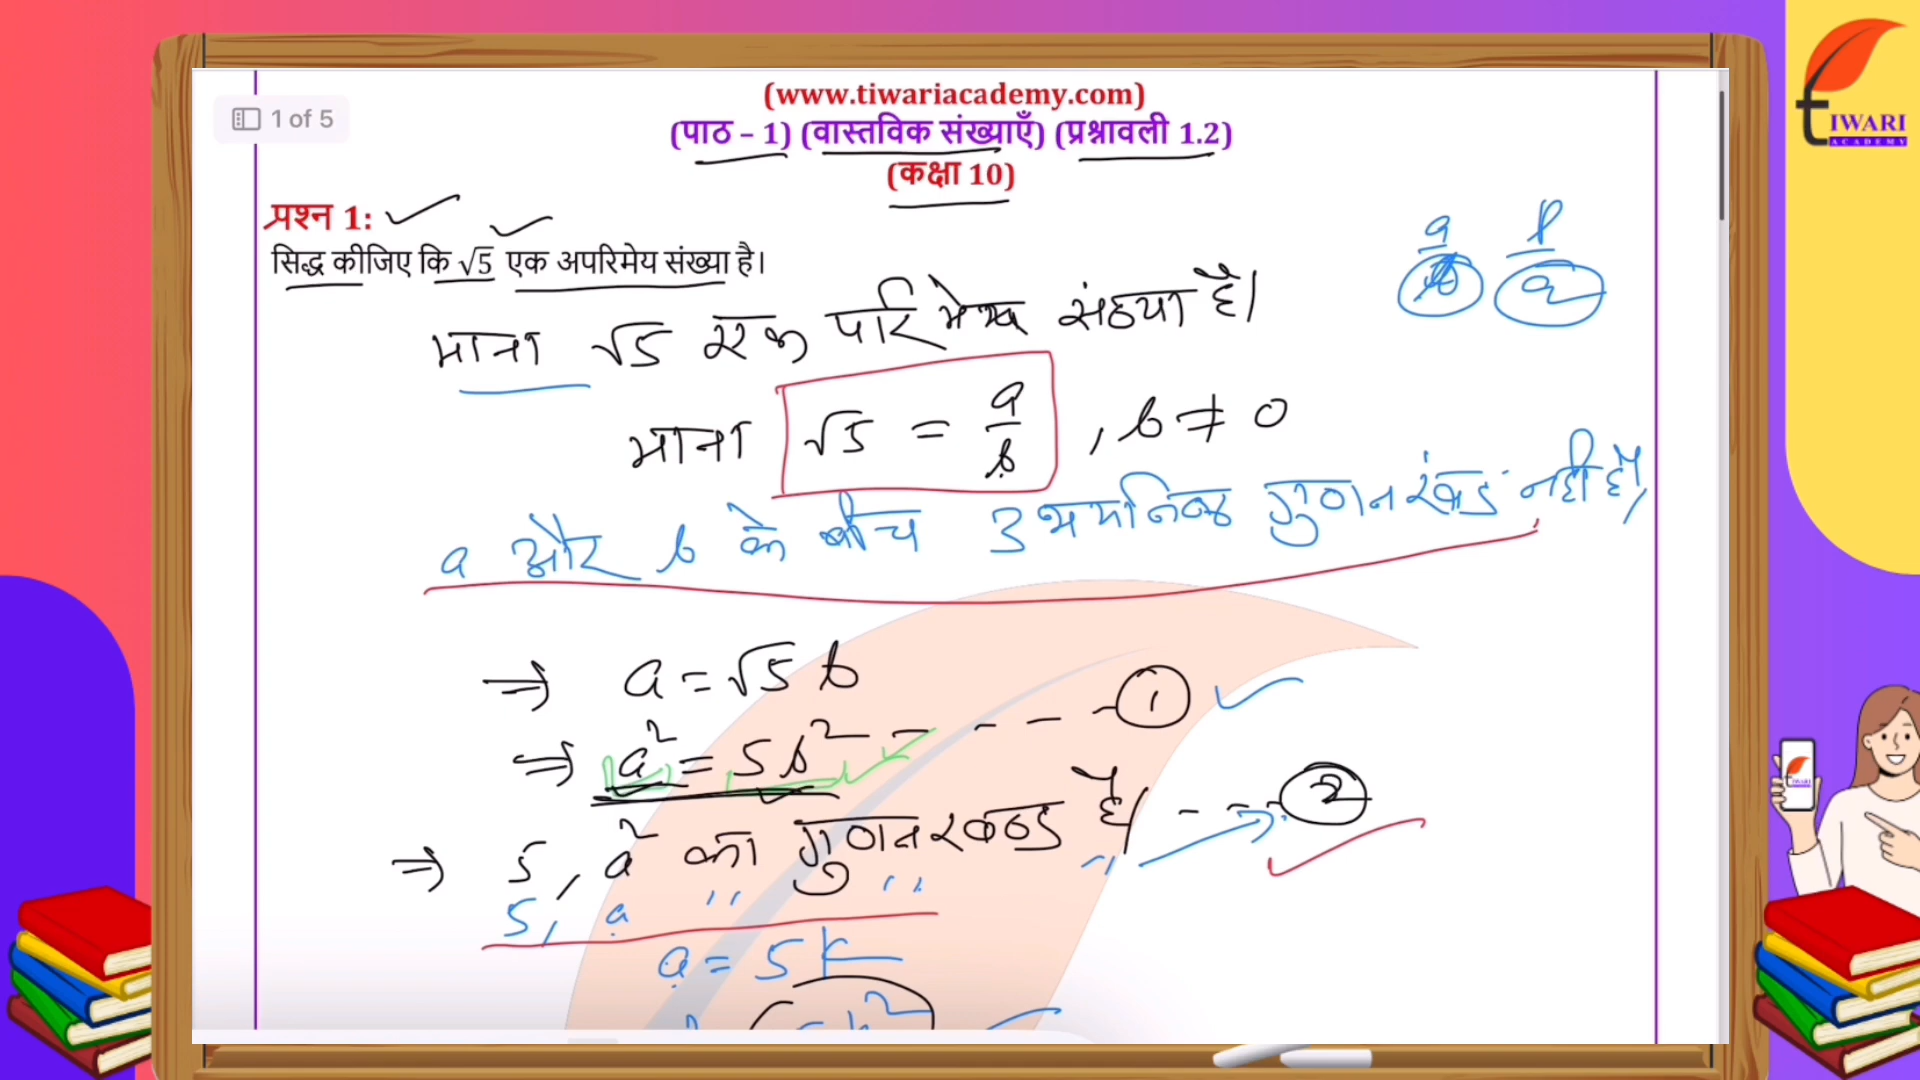 (www.tiwariacademy.com)
1 of 5
(पाठ – 1) (वास्तविक संख्याएँ) (प्रश्नावली 1.2)
(कक्षा 10)
TIWARI
ACADEMY
प्रश्न 1:
सिद्ध कीजिए कि √5 एक अपरिमेय संख्या है।
a/b p/q
माना √5 एक परिमेय संख्या है।
माना √5 = a/b , b ≠ 0
a और b के बीच उभयनिष्ठ गुणनखंड नहीं है,
⇒ a = √5 b
⇒ a² = 5b² - - - - ①
⇒ 5, a² का गुणनखण्ड है। - - - ②
5, a " " "
a = 5k